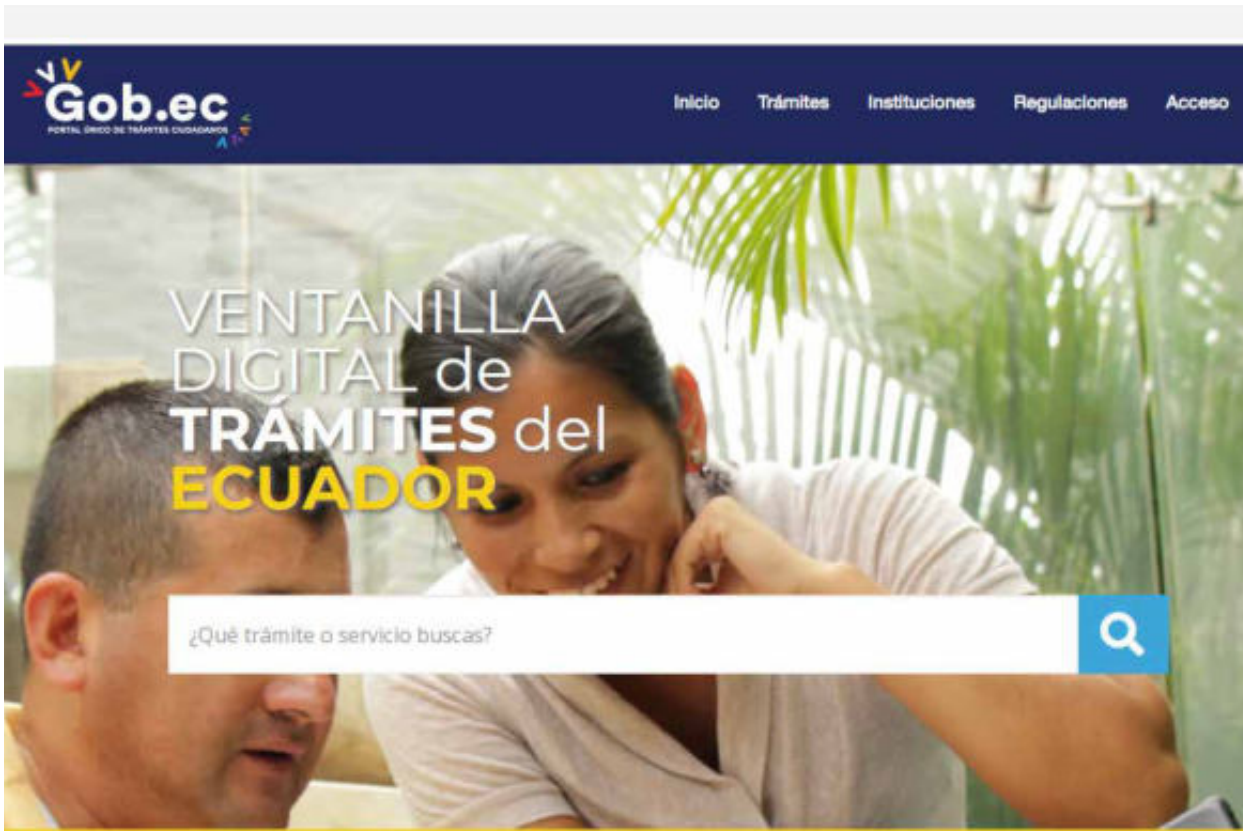 Gob.ec
PORTAL ÚNICO DE TRÁMITES CIUDADANOS
Inicio Trámites Instituciones Regulaciones Acceso
VENTANILLA
DIGITAL de
TRÁMITES del
ECUADOR
¿Qué trámite o servicio buscas?